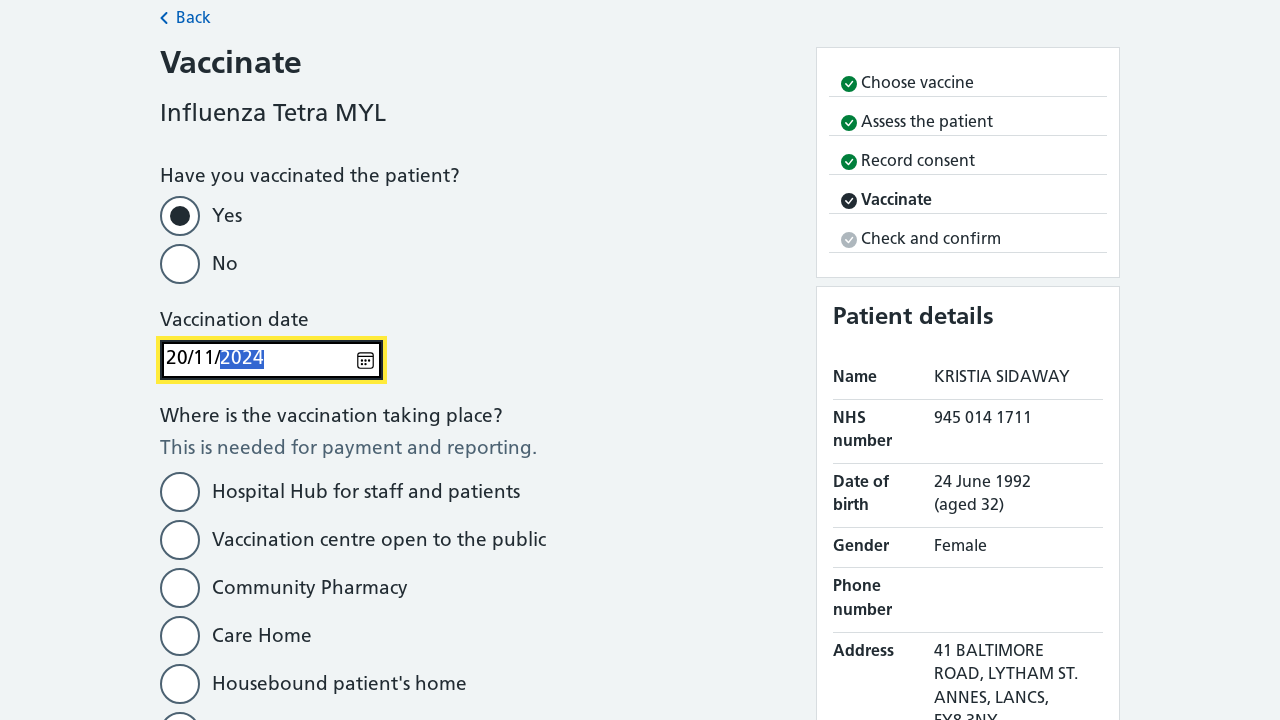 Back
Vaccinate
Influenza Tetra MYL
Have you vaccinated the patient?
Yes
No
Vaccination date
20/11/2024
Where is the vaccination taking place?
This is needed for payment and reporting.
Hospital Hub for staff and patients
Vaccination centre open to the public
Community Pharmacy
Care Home
Housebound patient's home
Choose vaccine
Assess the patient
Record consent
Vaccinate
Check and confirm
Patient details
Name KRISTIA SIDAWAY
NHS number 945 014 1711
Date of birth 24 June 1992 (aged 32)
Gender Female
Phone number
Address 41 BALTIMORE
ROAD, LYTHAM ST.
ANNES, LANCS,
FY8 3NY